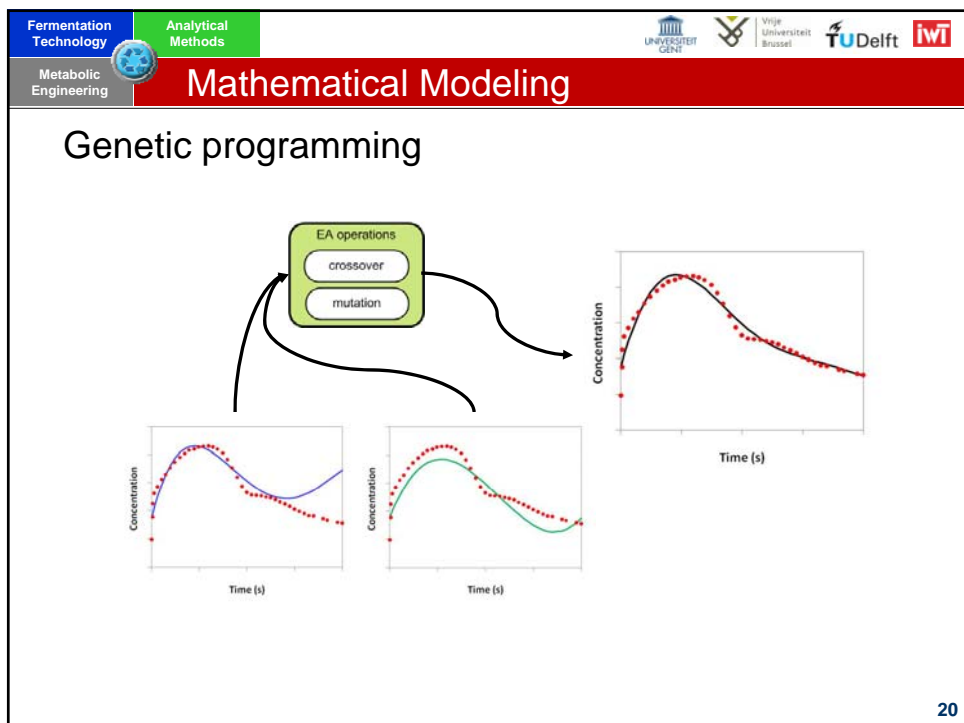 Fermentation
Technology
Analytical
Methods
UNIVERSITEIT
GENT
Vrije
Universiteit
Brussel
TUDelft
iwt
Metabolic
Engineering
Mathematical Modeling
Genetic programming
EA operations
crossover
mutation
Concentration
Time (s)
Concentration
Time (s)
Concentration
Time (s)
20